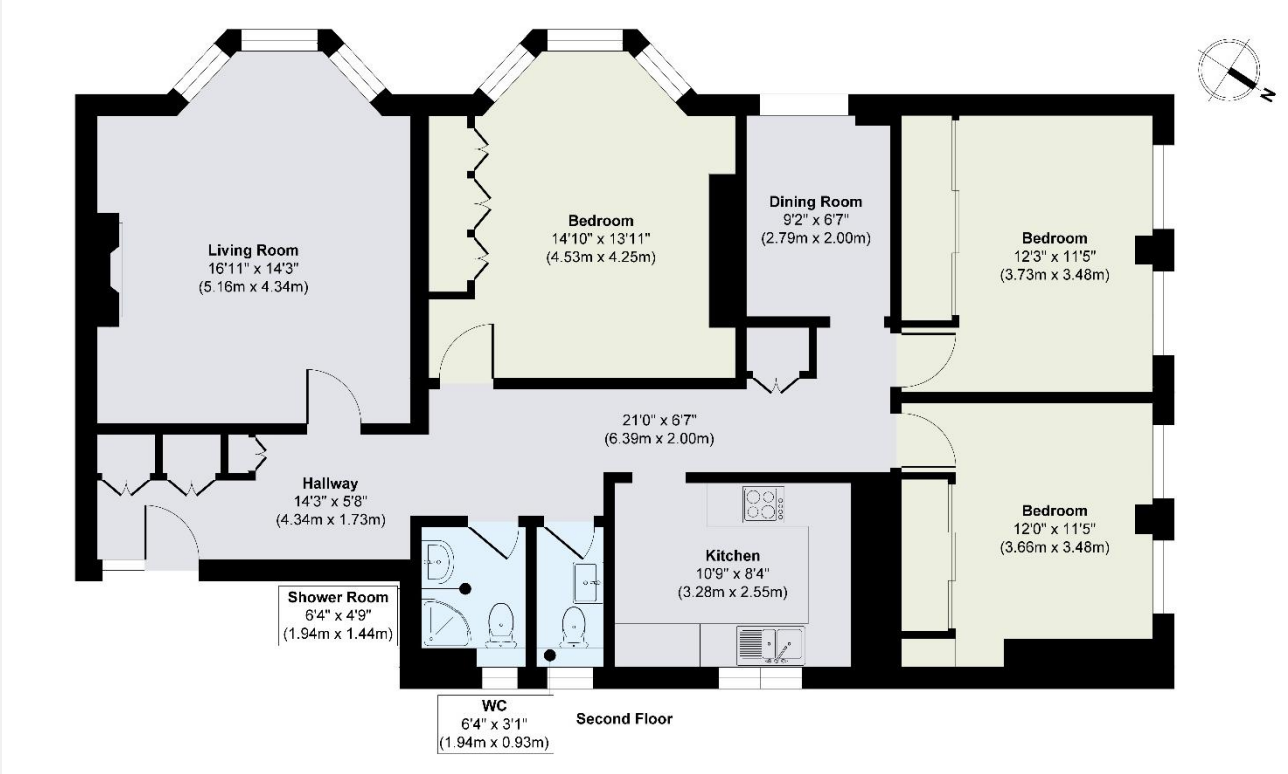 N
Living Room
16'11" x 14'3"
(5.16m x 4.34m)
Bedroom
14'10" x 13'11"
(4.53m x 4.25m)
Dining Room
9'2" x 6'7"
(2.79m x 2.00m)
Bedroom
12'3" x 11'5"
(3.73m x 3.48m)
21'0" x 6'7"
(6.39m x 2.00m)
Hallway
14'3" x 5'8"
(4.34m x 1.73m)
Kitchen
10'9" x 8'4"
(3.28m x 2.55m)
Bedroom
12'0" x 11'5"
(3.66m x 3.48m)
Shower Room
6'4" x 4'9"
(1.94m x 1.44m)
WC
6'4" x 3'1"
(1.94m x 0.93m)
Second Floor